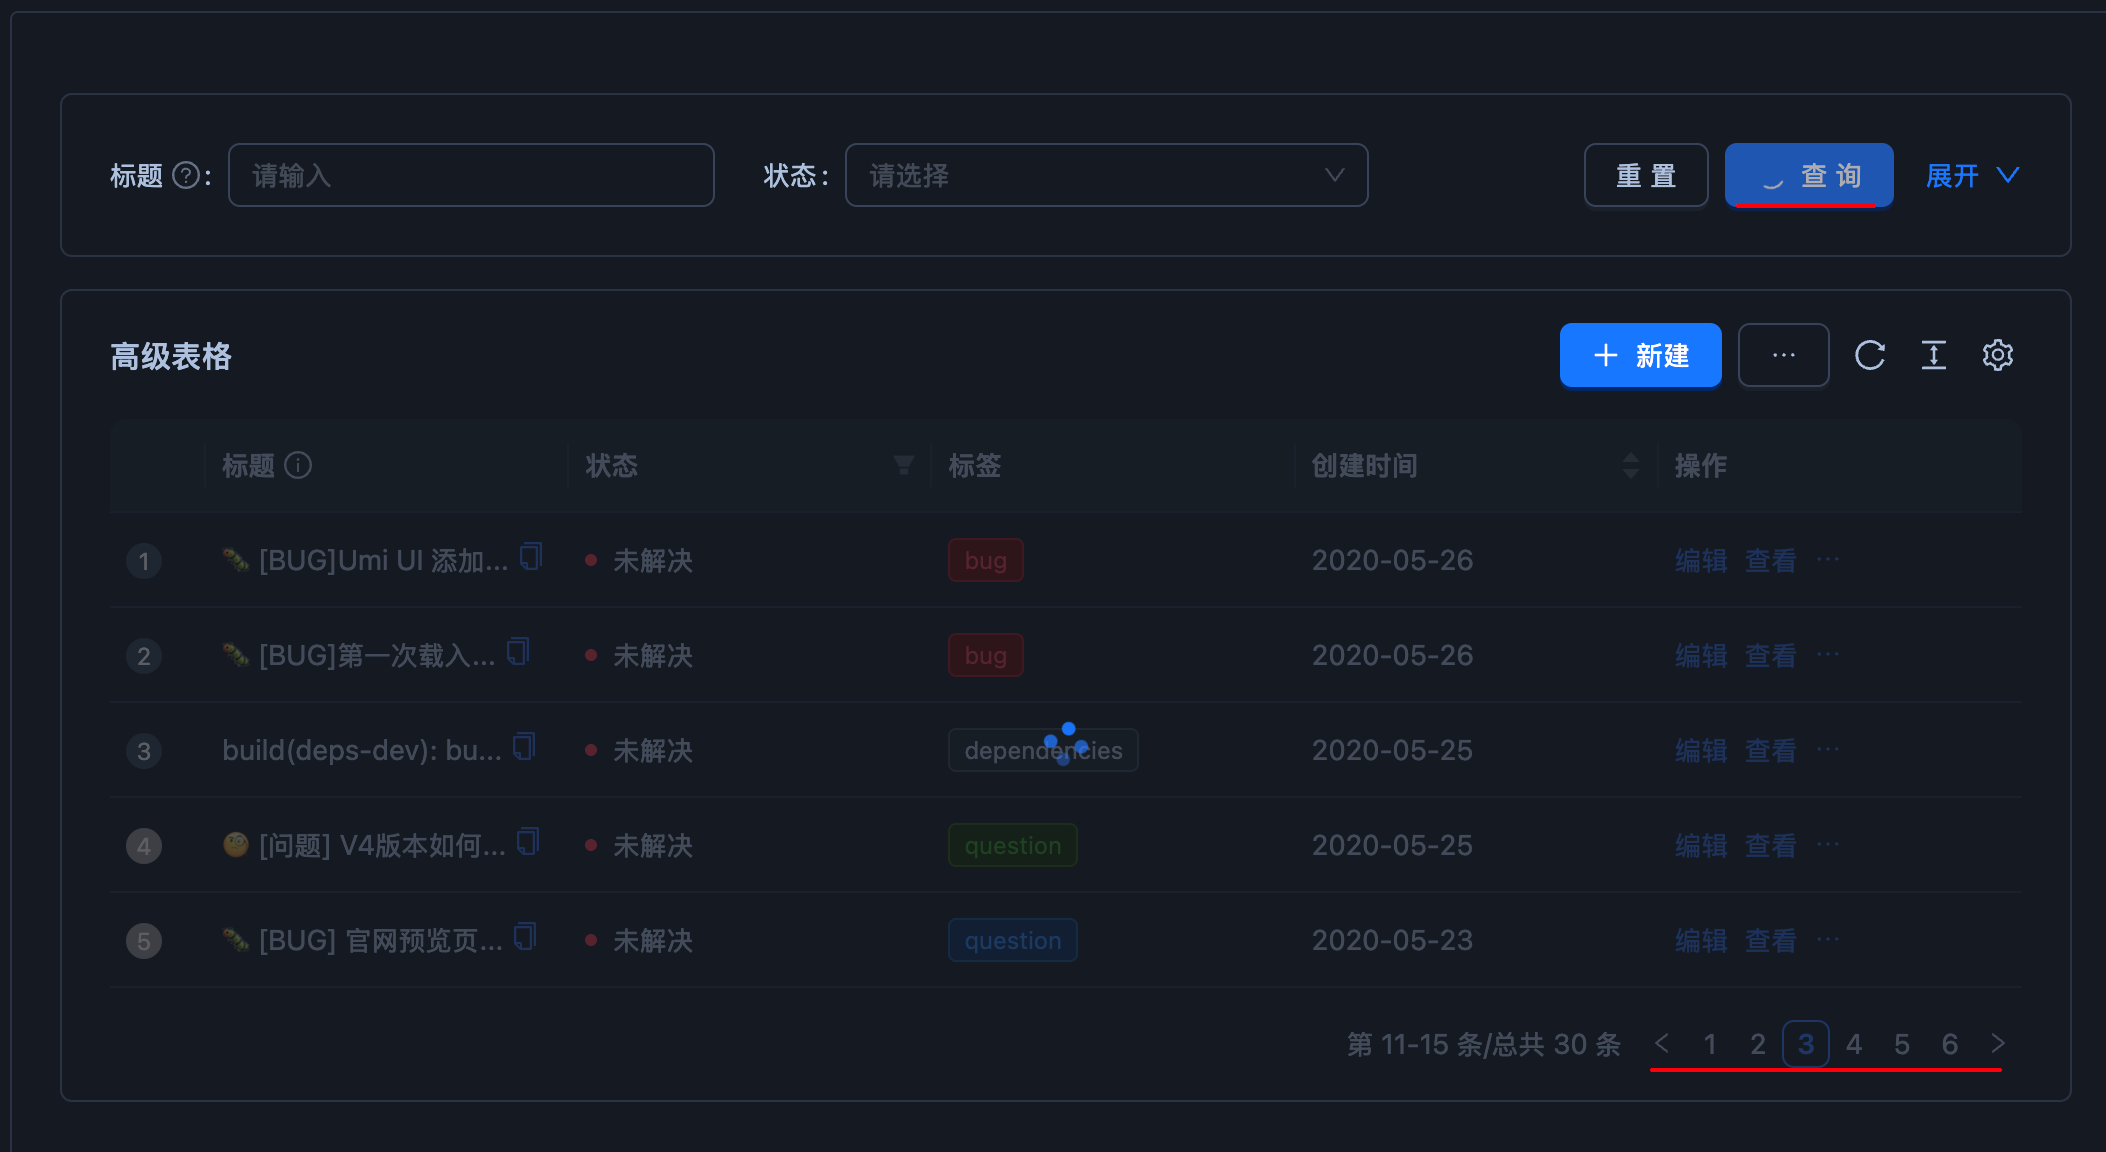 标题 : 请输入 状态 : 请选择 重 置 查 询 展开
高级表格 + 新建 ...
标题 状态 标签 创建时间 操作
1 [BUG]Umi UI 添加... 未解决 bug 2020-05-26 编辑 查看 ...
2 [BUG]第一次载入... 未解决 bug 2020-05-26 编辑 查看 ...
3 build(deps-dev): bu... 未解决 dependencies 2020-05-25 编辑 查看 ...
4 [问题] V4版本如何... 未解决 question 2020-05-25 编辑 查看 ...
5 [BUG] 官网预览页... 未解决 question 2020-05-23 编辑 查看 ...
第 11-15 条/总共 30 条 < 1 2 3 4 5 6 >